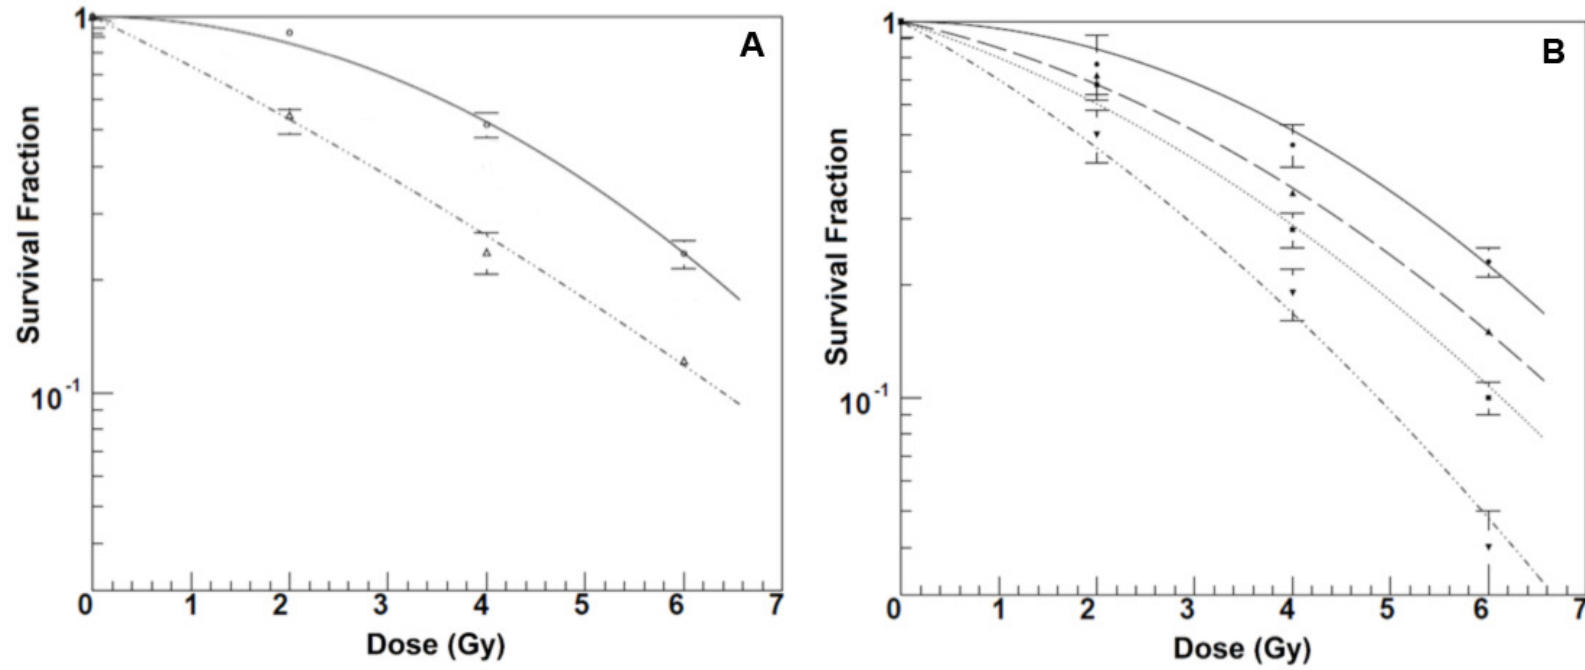 A
1
10-1
Survival Fraction
0 1 2 3 4 5 6 7
Dose (Gy)
B
1
10-1
Survival Fraction
0 1 2 3 4 5 6 7
Dose (Gy)